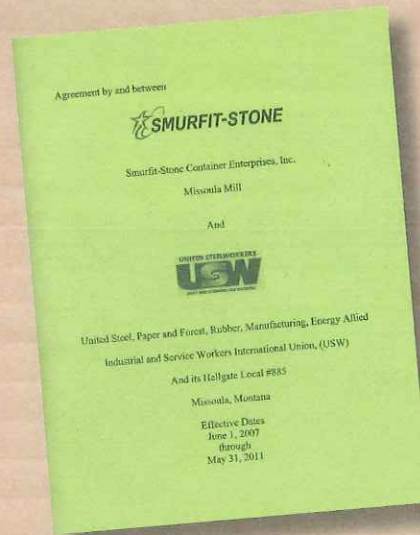 Agreement by and between
SMURFIT-STONE
Smurfit-Stone Container Enterprises, Inc.
Missoula Mill
And
UNITED STEELWORKERS
USW
United Steel, Paper and Forest, Rubber, Manufacturing, Energy Allied
Industrial and Service Workers International Union, (USW)
And its Hellgate Local #885
Missoula, Montana
Effective Dates
June 1, 2007
through
May 31, 2011